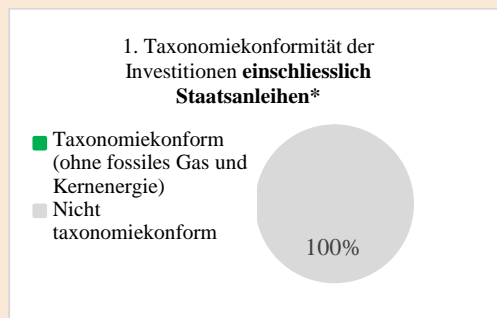 1. Taxonomiekonformität der
Investitionen einschliesslich
Staatsanleihen*
Taxonomiekonform
(ohne fossiles Gas und
Kernenergie)
Nicht
taxonomiekonform
100%